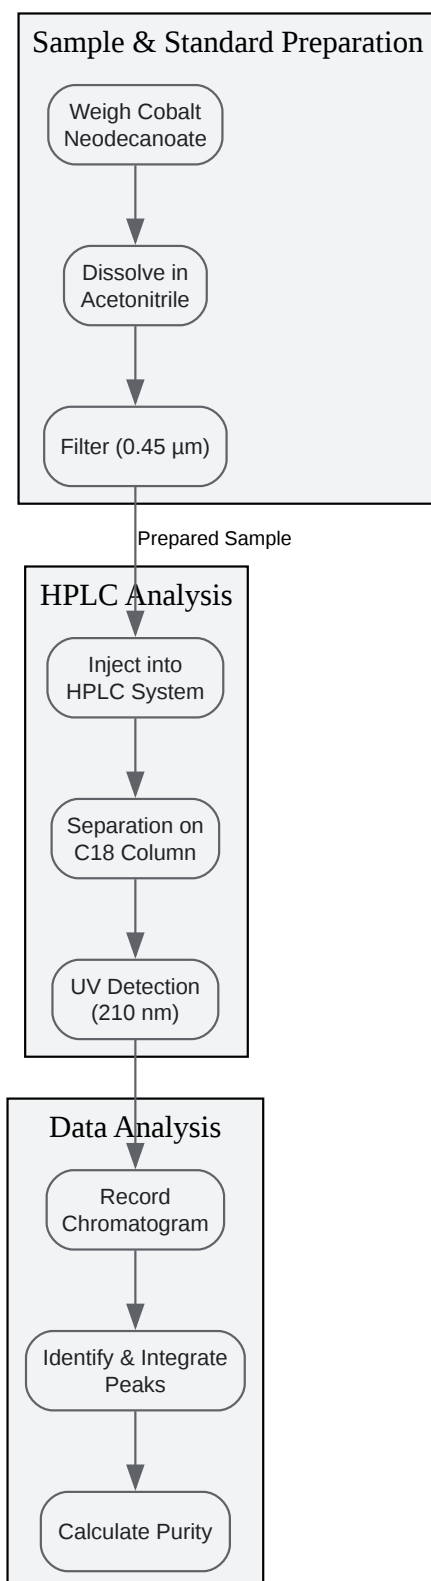 Sample & Standard Preparation
Weigh Cobalt
Neodecanoate
Dissolve in
Acetonitrile
Filter (0.45 µm)
Prepared Sample
HPLC Analysis
Inject into
HPLC System
Separation on
C18 Column
UV Detection
(210 nm)
Data Analysis
Record
Chromatogram
Identify & Integrate
Peaks
Calculate Purity